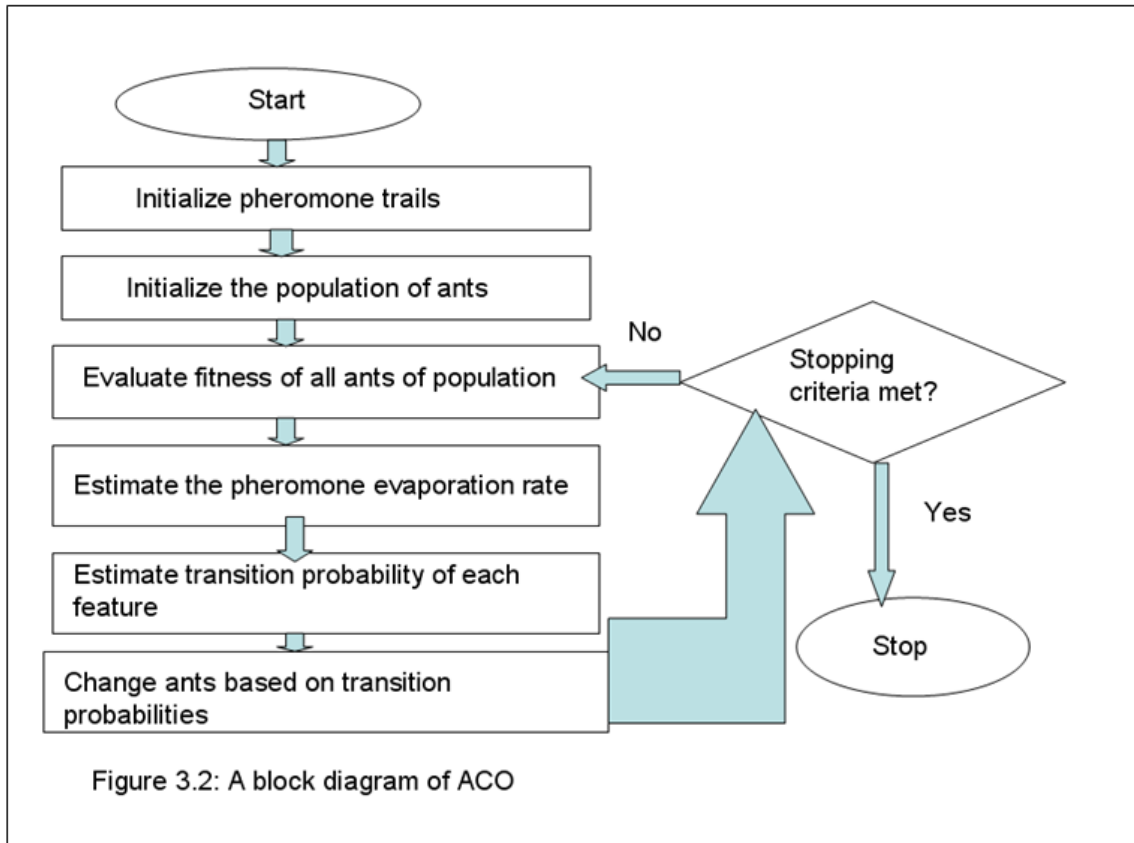 Start
Initialize pheromone trails
Initialize the population of ants
Evaluate fitness of all ants of population
Estimate the pheromone evaporation rate
Estimate transition probability of each
feature
Change ants based on transition
probabilities
No
Stopping
criteria met?
Yes
Stop
Figure 3.2: A block diagram of ACO